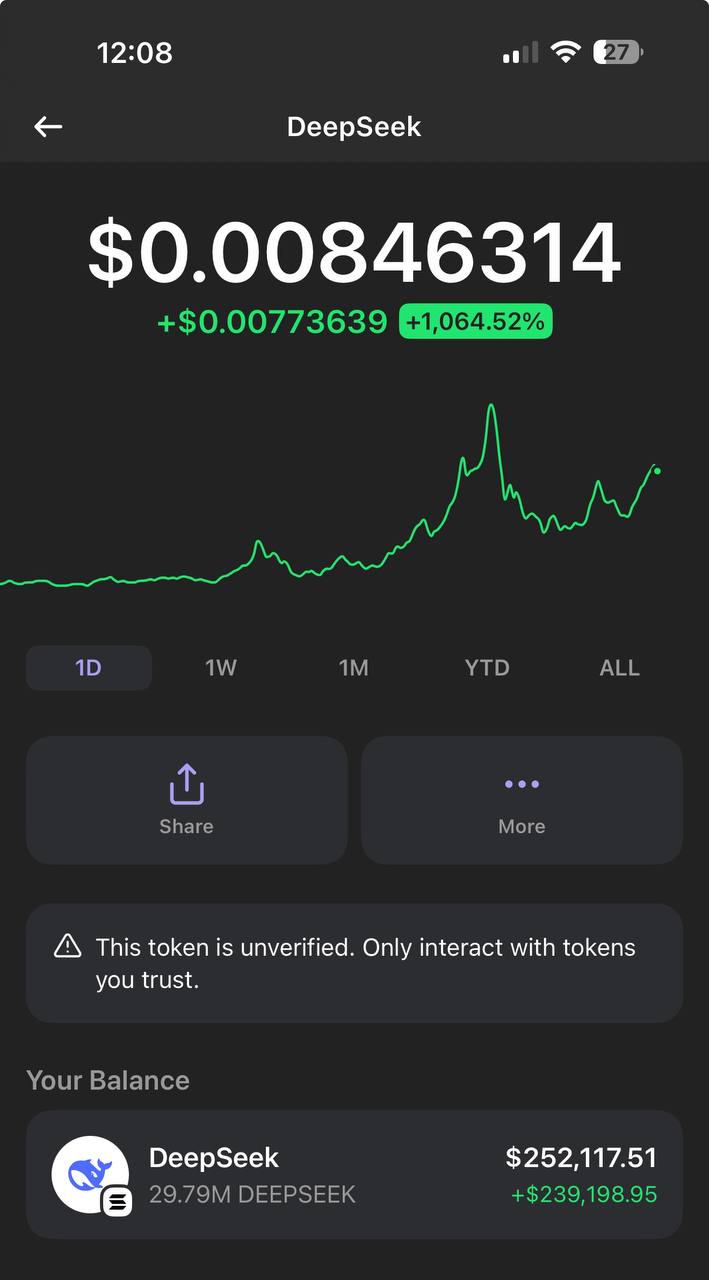 12:08
27
DeepSeek
$0.00846314
+$0.00773639 +1,064.52%
1D 1W 1M YTD ALL
Share More
This token is unverified. Only interact with tokens
you trust.
Your Balance
DeepSeek $252,117.51
29.79M DEEPSEEK +$239,198.95